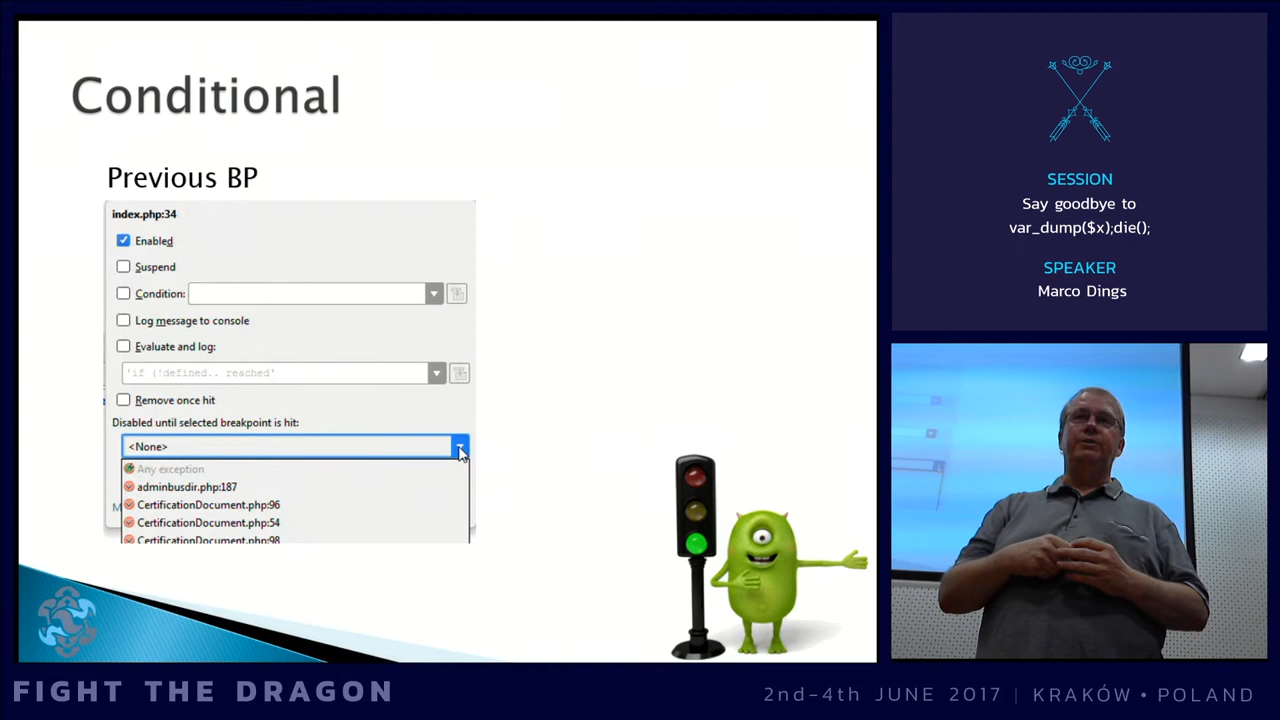 Conditional
Previous BP
index.php:34
Enabled
Suspend
Condition:
Log message to console
Evaluate and log:
'if (!defined.. reached'
Remove once hit
Disabled until selected breakpoint is hit:
<None>
Any exception
adminbusdir.php:187
CertificationDocument.php:96
CertificationDocument.php:54
CertificationDocument.php:98
M
SESSION
Say goodbye to
var_dump($x);die();
SPEAKER
Marco Dings
FIGHT THE DRAGON
2nd-4th JUNE 2017 | KRAKÓW • POLAND